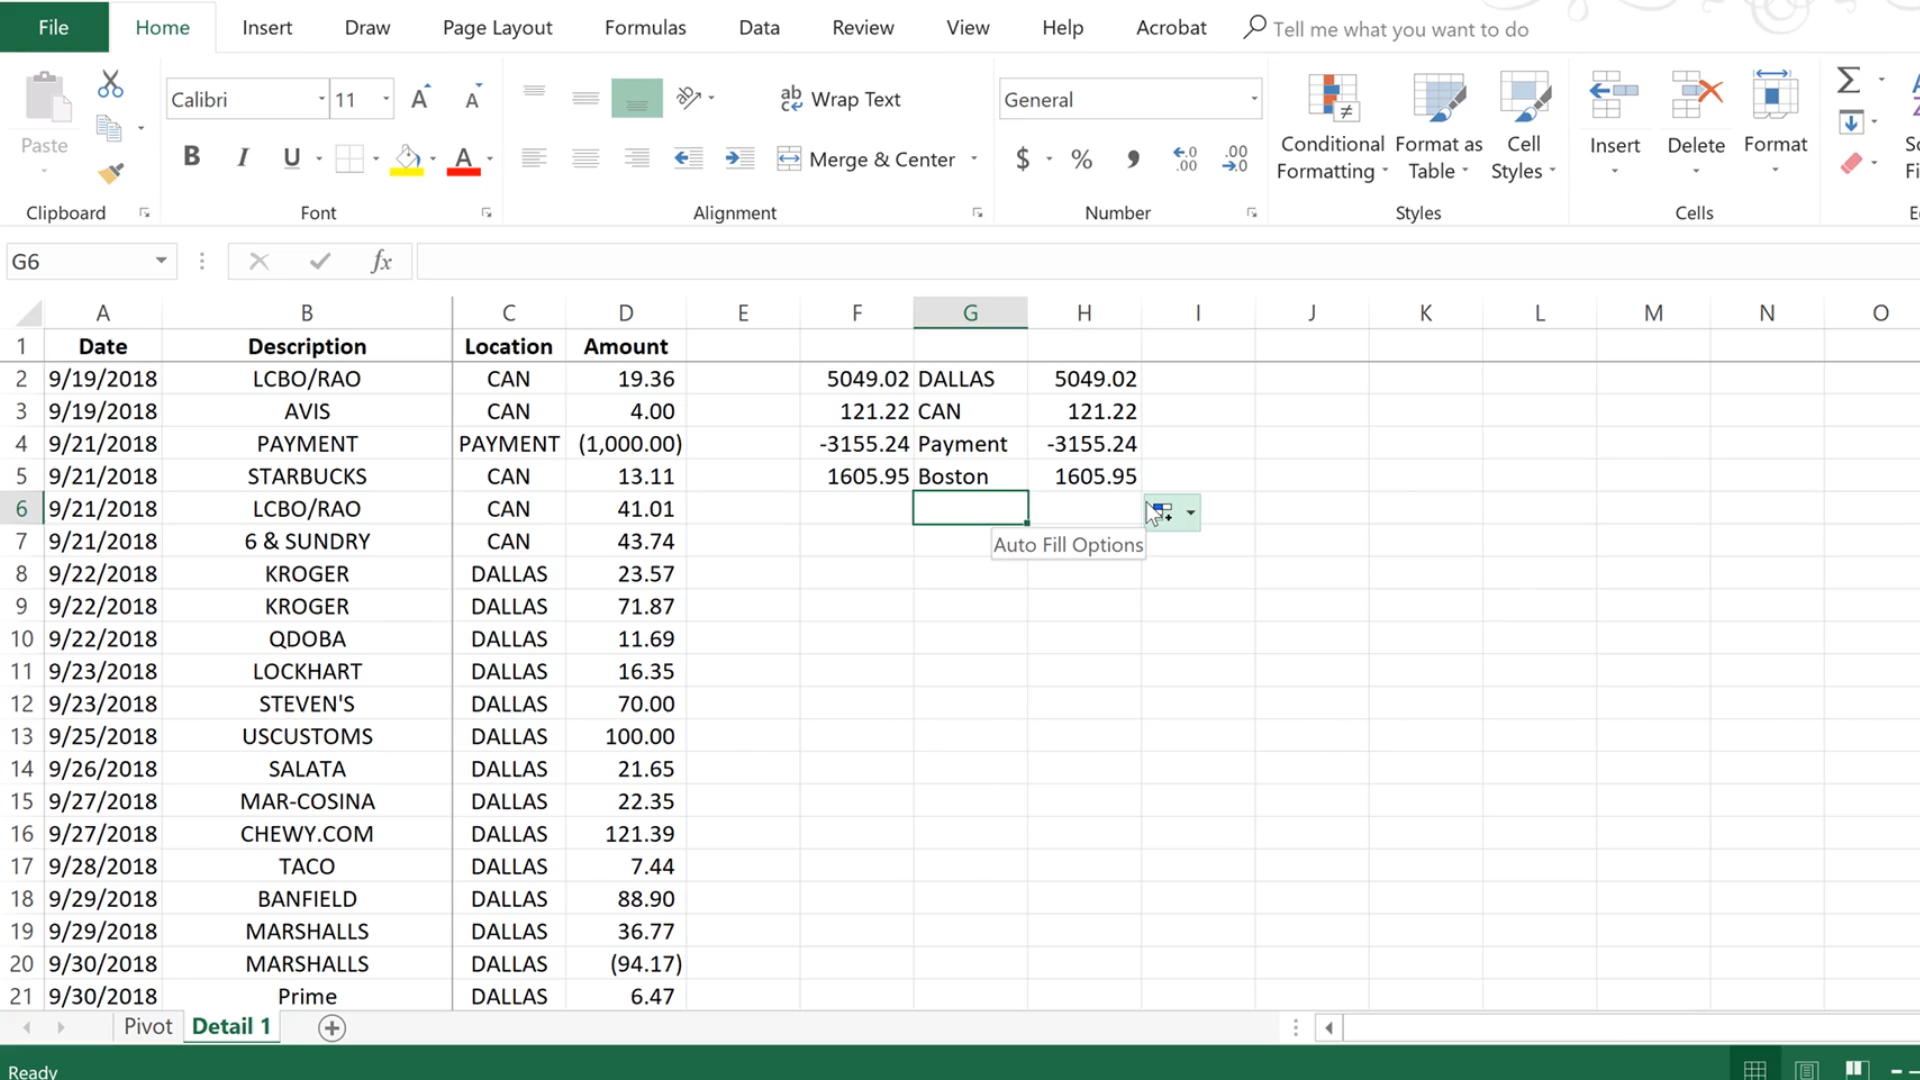 File Home Insert Draw Page Layout Formulas Data Review View Help Acrobat Tell me what you want to do
Calibri 11 A A ab c Wrap Text General
Paste B I U A Merge & Center $ % , .0 .00 .00 .0 Conditional Formatting Format as Table Cell Styles Insert Delete Format Σ
Clipboard Font Alignment Number Styles Cells
G6 fx
A B C D E F G H I J K L M N O
1 Date Description Location Amount
2 9/19/2018 LCBO/RAO CAN 19.36 5049.02 DALLAS 5049.02
3 9/19/2018 AVIS CAN 4.00 121.22 CAN 121.22
4 9/21/2018 PAYMENT PAYMENT (1,000.00) -3155.24 Payment -3155.24
5 9/21/2018 STARBUCKS CAN 13.11 1605.95 Boston 1605.95
6 9/21/2018 LCBO/RAO CAN 41.01
Auto Fill Options
7 9/21/2018 6 & SUNDRY CAN 43.74
8 9/22/2018 KROGER DALLAS 23.57
9 9/22/2018 KROGER DALLAS 71.87
10 9/22/2018 QDOBA DALLAS 11.69
11 9/23/2018 LOCKHART DALLAS 16.35
12 9/23/2018 STEVEN'S DALLAS 70.00
13 9/25/2018 USCUSTOMS DALLAS 100.00
14 9/26/2018 SALATA DALLAS 21.65
15 9/27/2018 MAR-COSINA DALLAS 22.35
16 9/27/2018 CHEWY.COM DALLAS 121.39
17 9/28/2018 TACO DALLAS 7.44
18 9/29/2018 BANFIELD DALLAS 88.90
19 9/29/2018 MARSHALLS DALLAS 36.77
20 9/30/2018 MARSHALLS DALLAS (94.17)
21 9/30/2018 Prime DALLAS 6.47
Pivot Detail 1
Ready